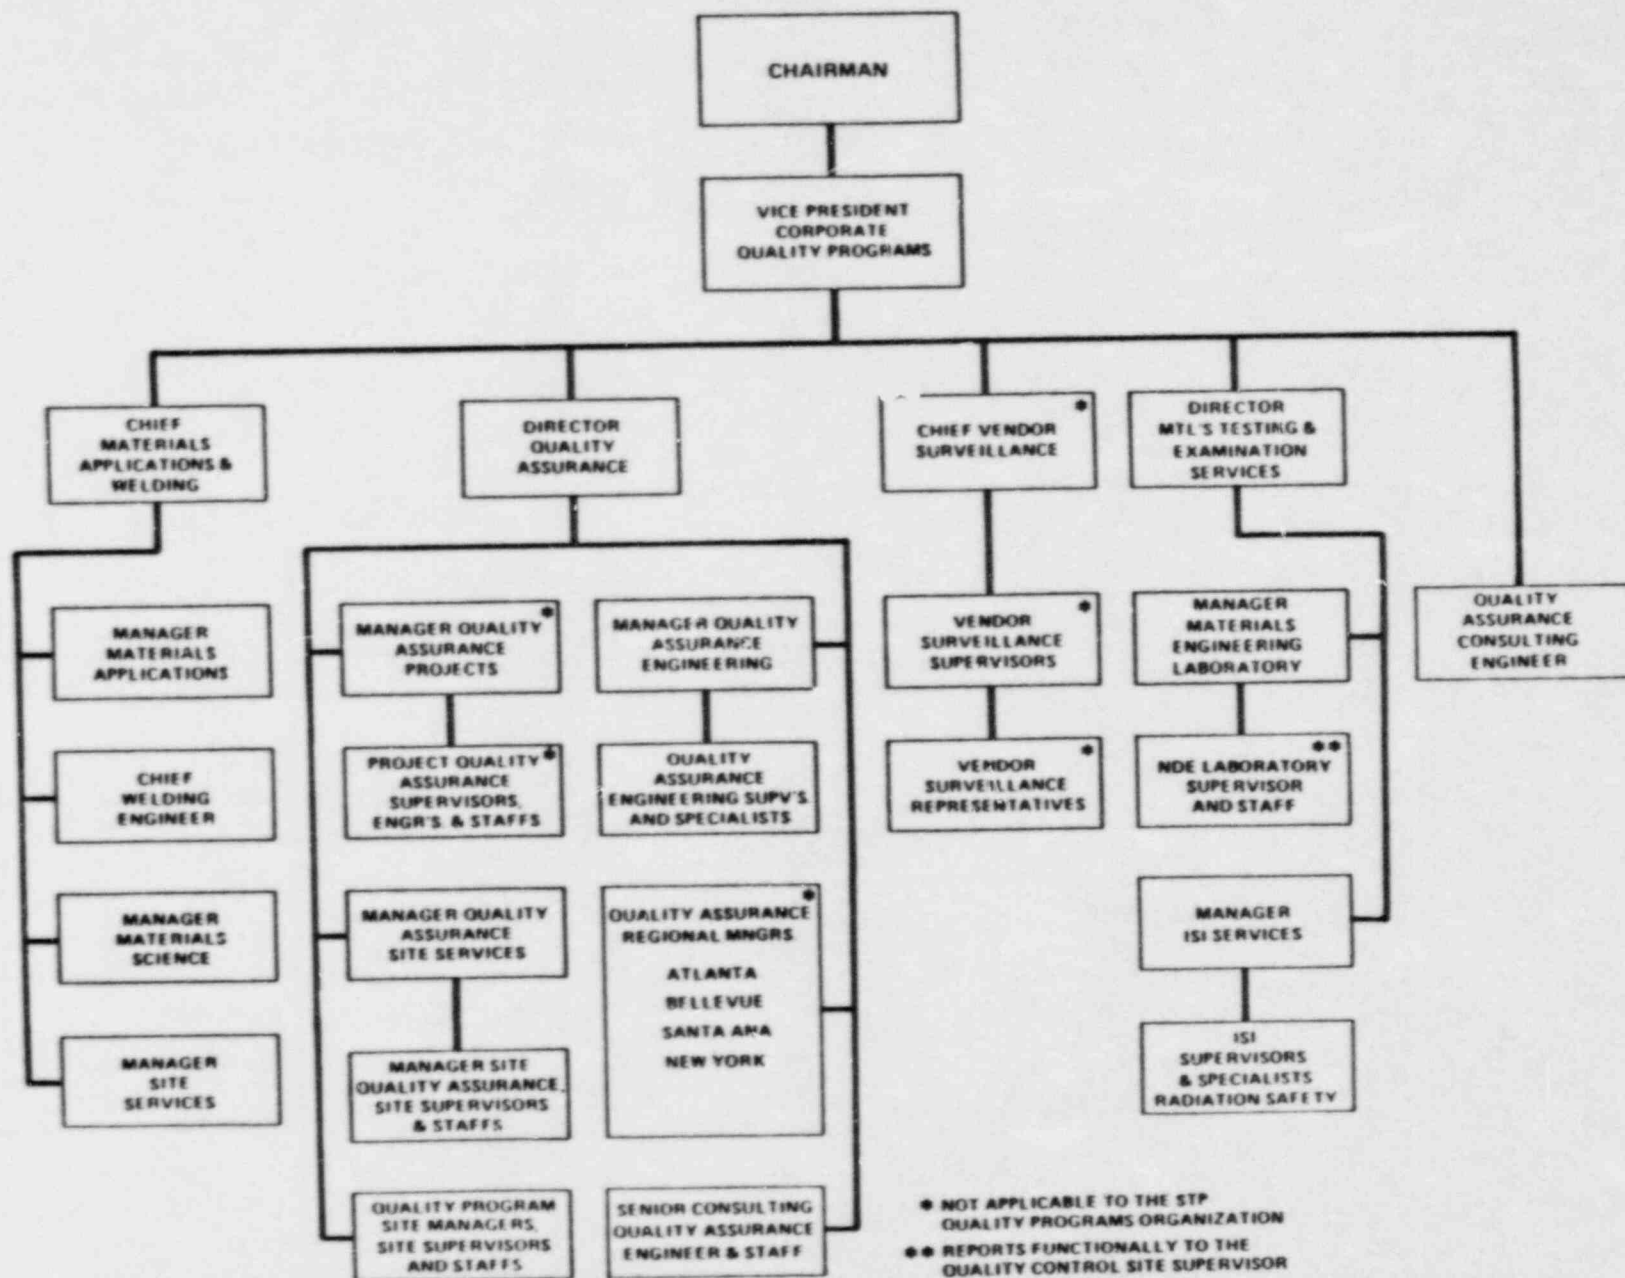 CHAIRMAN
VICE PRESIDENT
CORPORATE
QUALITY PROGRAMS
CHIEF
MATERIALS
APPLICATIONS &
WELDING
DIRECTOR
QUALITY
ASSURANCE
*
CHIEF VENDOR
SURVEILLANCE
DIRECTOR
MTL'S TESTING &
EXAMINATION
SERVICES
MANAGER
MATERIALS
APPLICATIONS
*
MANAGER QUALITY
ASSURANCE
PROJECTS
MANAGER QUALITY
ASSURANCE
ENGINEERING
*
VENDOR
SURVEILLANCE
SUPERVISORS
MANAGER
MATERIALS
ENGINEERING
LABORATORY
QUALITY
ASSURANCE
CONSULTING
ENGINEER
CHIEF
WELDING
ENGINEER
PROJECT QUALITY *
ASSURANCE
SUPERVISORS,
ENGR'S. & STAFFS
QUALITY
ASSURANCE
ENGINEERING SUPV'S
AND SPECIALISTS
*
VENDOR
SURVEILLANCE
REPRESENTATIVES
**
NDE LABORATORY
SUPERVISOR
AND STAFF
MANAGER
MATERIALS
SCIENCE
MANAGER QUALITY
ASSURANCE
SITE SERVICES
*
QUALITY ASSURANCE
REGIONAL MNGRS
ATLANTA
BELLEVUE
SANTA ANA
NEW YORK
MANAGER
ISI SERVICES
MANAGER
SITE
SERVICES
MANAGER SITE
QUALITY ASSURANCE,
SITE SUPERVISORS
& STAFFS
ISI
SUPERVISORS
& SPECIALISTS
RADIATION SAFETY
QUALITY PROGRAM
SITE MANAGERS,
SITE SUPERVISORS
AND STAFFS
SENIOR CONSULTING
QUALITY ASSURANCE
ENGINEER & STAFF
* NOT APPLICABLE TO THE STP
QUALITY PROGRAMS ORGANIZATION
** REPORTS FUNCTIONALLY TO THE
QUALITY CONTROL SITE SUPERVISOR